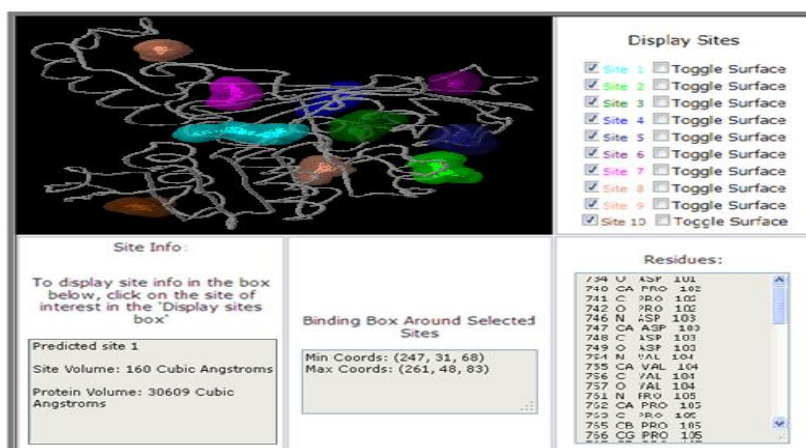 Display Sites
Site 1 Toggle Surface
Site 2 Toggle Surface
Site 3 Toggle Surface
Site 4 Toggle Surface
Site 5 Toggle Surface
Site 6 Toggle Surface
Site 7 Toggle Surface
Site 8 Toggle Surface
Site 9 Toggle Surface
Site 10 Toggle Surface
Site Info:
To display site info in the box
below, click on the site of
interest in the 'Display sites
box'
Predicted site 1
Site Volume: 160 Cubic Angstroms
Protein Volume: 30609 Cubic
Angstroms
Binding Box Around Selected
Sites
Min Coords: (247, 31, 68)
Max Coords: (261, 48, 83)
Residues:
734 O ASP 101
740 CA PRO 102
741 C PRO 102
742 O PRO 102
746 N ASP 103
747 CA ASP 103
748 C ASP 103
749 O ASP 103
754 N VAL 104
755 CA VAL 104
756 C VAL 104
757 O VAL 104
761 N PRO 105
762 CA PRO 105
763 C PRO 105
765 CB PRO 105
766 CG PRO 105